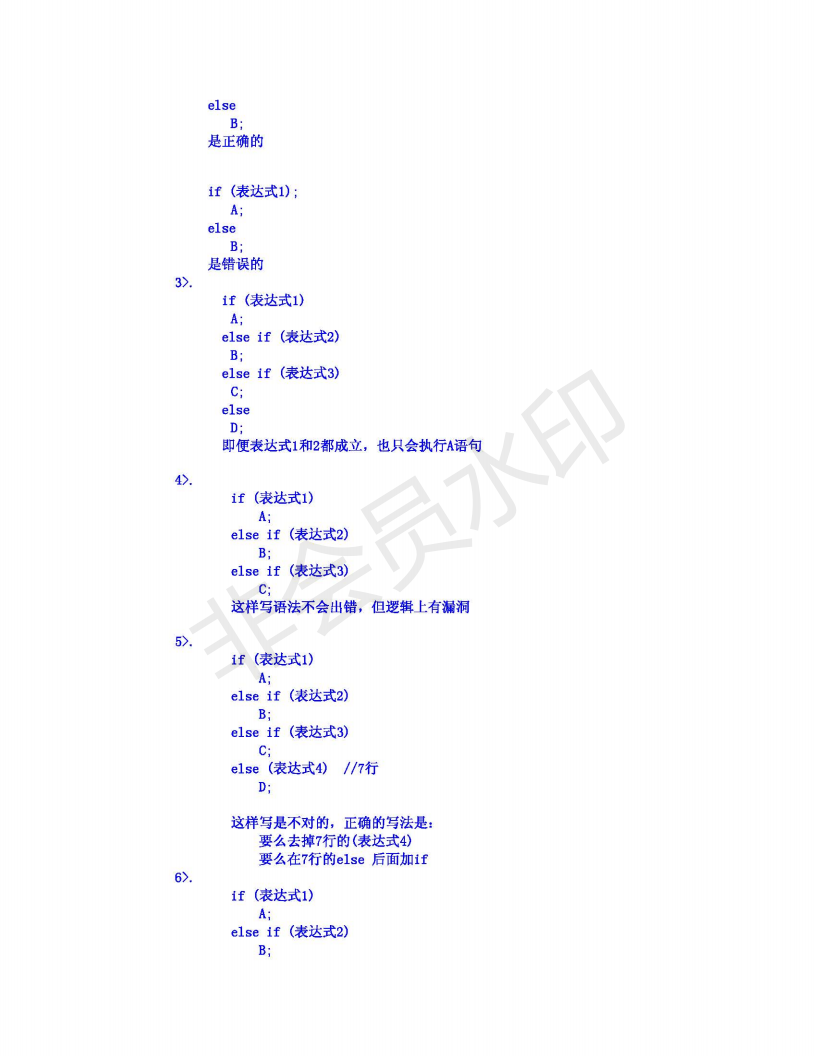 else
B;
是正确的
if (表达式1);
A;
else
B;
是错误的
3>.
if (表达式1)
A;
else if (表达式2)
B;
else if (表达式3)
C;
else
D;
即便表达式1和2都成立，也只会执行A语句
4>.
if (表达式1)
A;
else if (表达式2)
B;
else if (表达式3)
C;
这样写语法不会出错，但逻辑上有漏洞
5>.
if (表达式1)
A;
else if (表达式2)
B;
else if (表达式3)
C;
else (表达式4) //7行
D;
这样写是不对的，正确的写法是：
要么去掉7行的(表达式4)
要么在7行的else 后面加if
6>.
if (表达式1)
A;
else if (表达式2)
B;
非会员水印